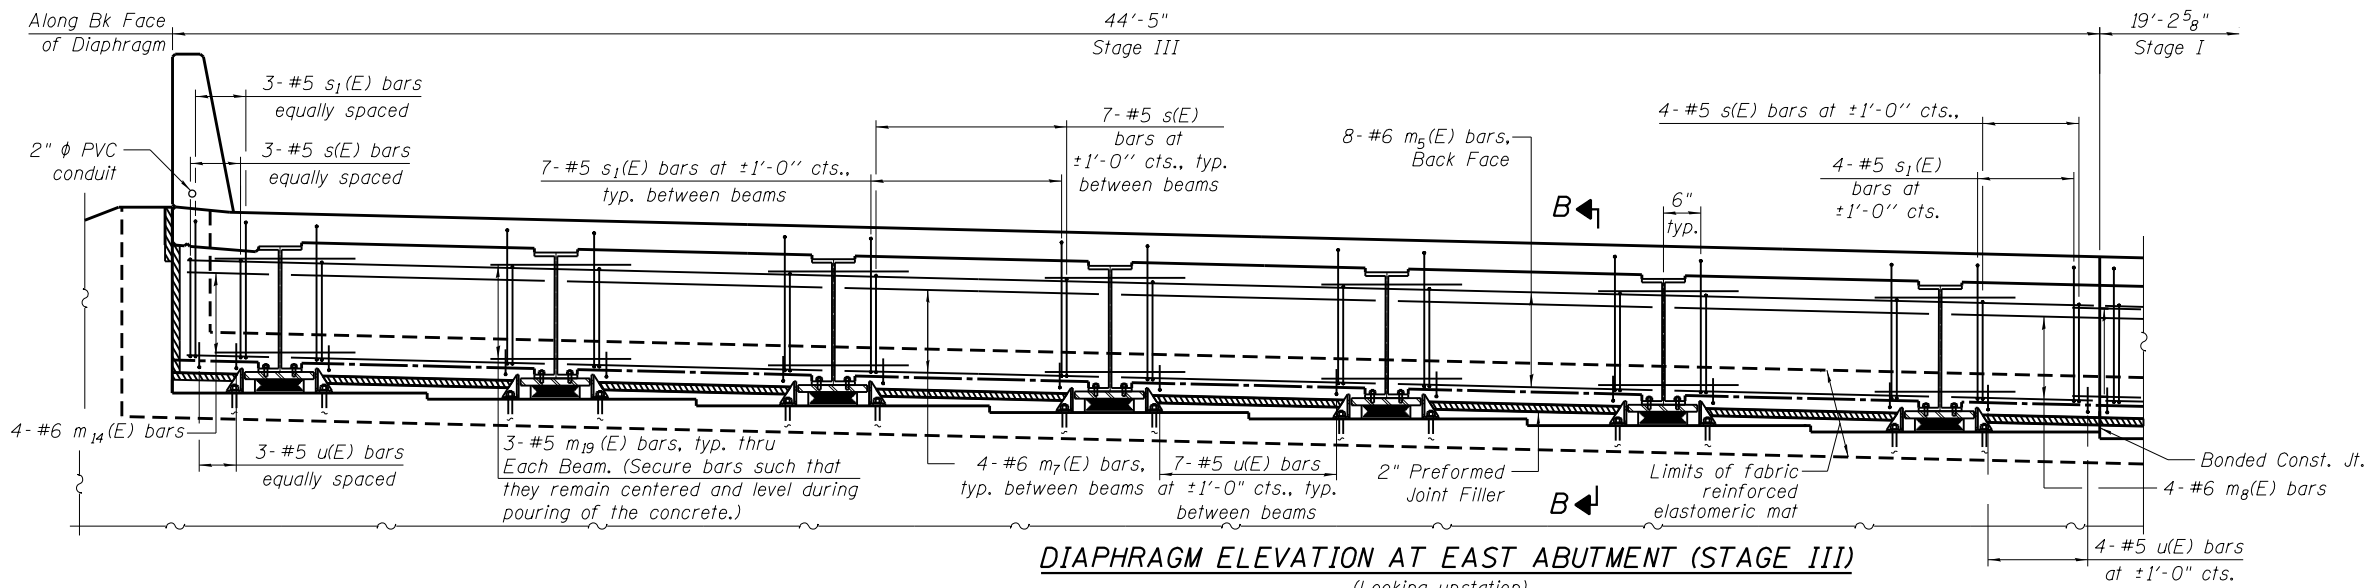 Along Bk Face
of Diaphragm
44'-5"
Stage III
19'-2 5/8"
Stage I
3- #5 s1(E) bars
equally spaced
3- #5 s(E) bars
equally spaced
2" ϕ PVC
conduit
7- #5 s1(E) bars at ±1'-0'' cts.,
typ. between beams
7- #5 s(E)
bars at
±1'-0'' cts., typ.
between beams
8- #6 m5(E) bars,
Back Face
4- #5 s(E) bars at ±1'-0'' cts.,
4- #5 s1(E)
bars at
±1'-0'' cts.
B
6"
typ.
4- #6 m14(E) bars
3- #5 u(E) bars
equally spaced
3- #5 m19 (E) bars, typ. thru
Each Beam. (Secure bars such that
they remain centered and level during
pouring of the concrete.)
4- #6 m7(E) bars,
typ. between beams
7- #5 u(E) bars
at ±1'-0" cts., typ.
between beams
2" Preformed
Joint Filler
B
Limits of fabric
reinforced
elastomeric mat
Bonded Const. Jt.
4- #6 m8(E) bars
4- #5 u(E) bars
at ±1'-0" cts.
DIAPHRAGM ELEVATION AT EAST ABUTMENT (STAGE III)
(Looking upstation)